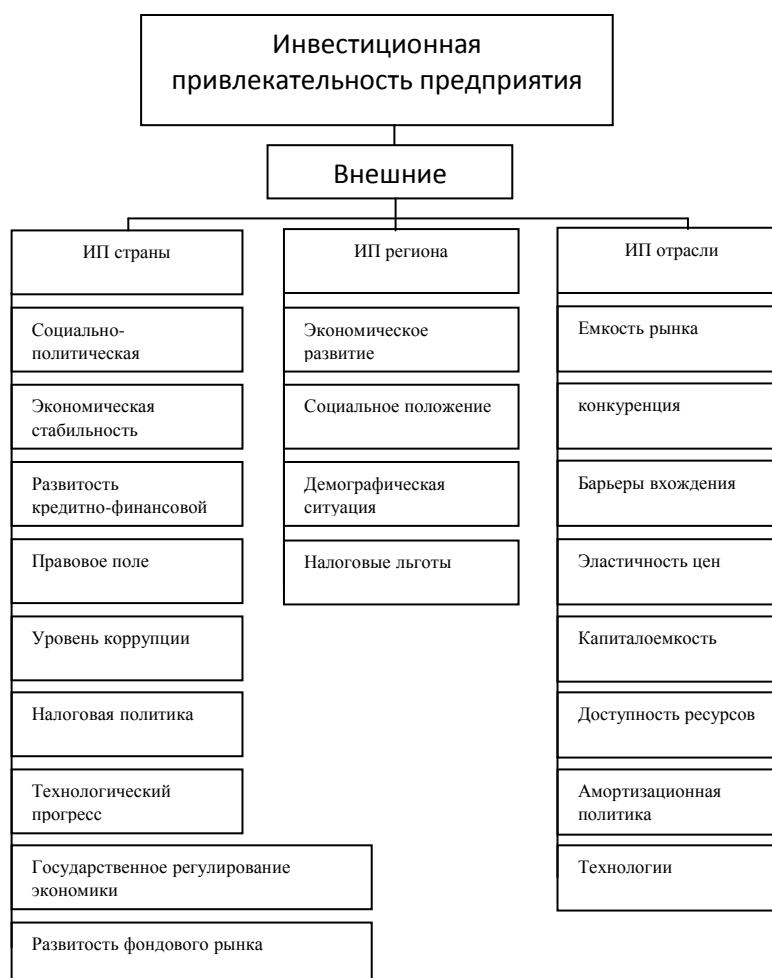 Инвестиционная
привлекательность предприятия
Внешние
ИП страны
Социально-
политическая
Экономическая
стабильность
Развитость
кредитно-финансовой
Правовое поле
Уровень коррупции
Налоговая политика
Технологический
прогресс
Государственное регулирование
экономики
Развитость фондового рынка
ИП региона
Экономическое
развитие
Социальное положение
Демографическая
ситуация
Налоговые льготы
ИП отрасли
Емкость рынка
конкуренция
Барьеры вхождения
Эластичность цен
Капиталоемкость
Доступность ресурсов
Амортизационная
политика
Технологии